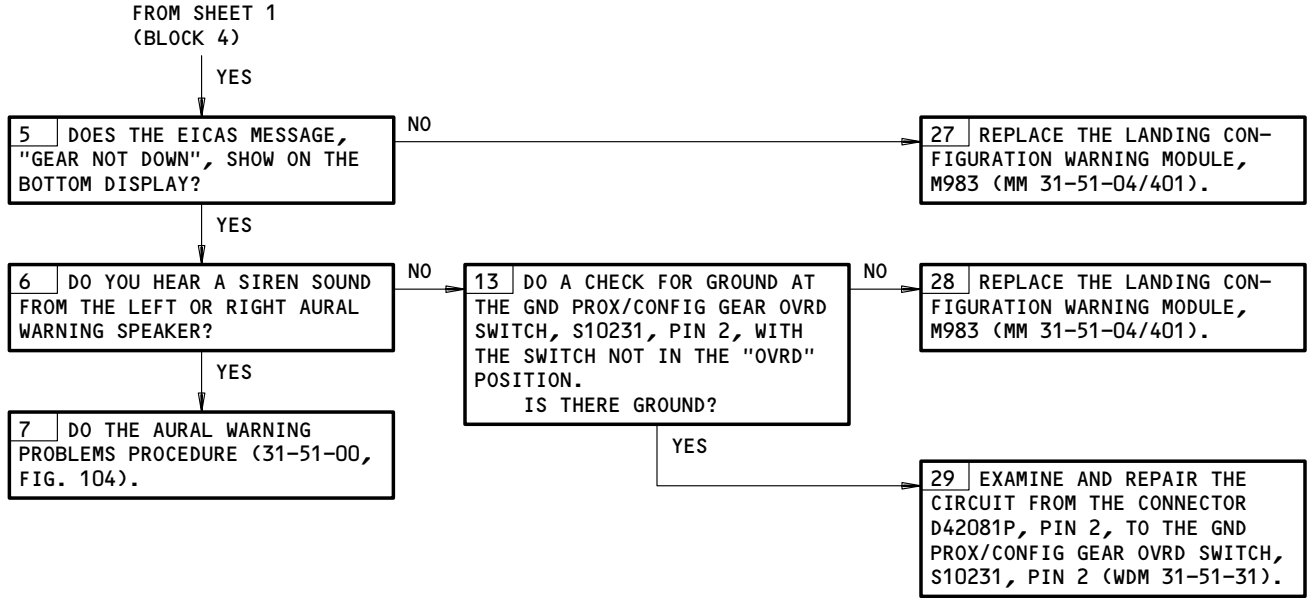 FROM SHEET 1
(BLOCK 4)
YES
5 DOES THE EICAS MESSAGE,
"GEAR NOT DOWN", SHOW ON THE
BOTTOM DISPLAY?
NO
27 REPLACE THE LANDING CON-
FIGURATION WARNING MODULE,
M983 (MM 31-51-04/401).
YES
6 DO YOU HEAR A SIREN SOUND
FROM THE LEFT OR RIGHT AURAL
WARNING SPEAKER?
NO
13 DO A CHECK FOR GROUND AT
THE GND PROX/CONFIG GEAR OVRD
SWITCH, S10231, PIN 2, WITH
THE SWITCH NOT IN THE "OVRD"
POSITION.
IS THERE GROUND?
NO
28 REPLACE THE LANDING CON-
FIGURATION WARNING MODULE,
M983 (MM 31-51-04/401).
YES
7 DO THE AURAL WARNING
PROBLEMS PROCEDURE (31-51-00,
FIG. 104).
YES
29 EXAMINE AND REPAIR THE
CIRCUIT FROM THE CONNECTOR
D42081P, PIN 2, TO THE GND
PROX/CONFIG GEAR OVRD SWITCH,
S10231, PIN 2 (WDM 31-51-31).